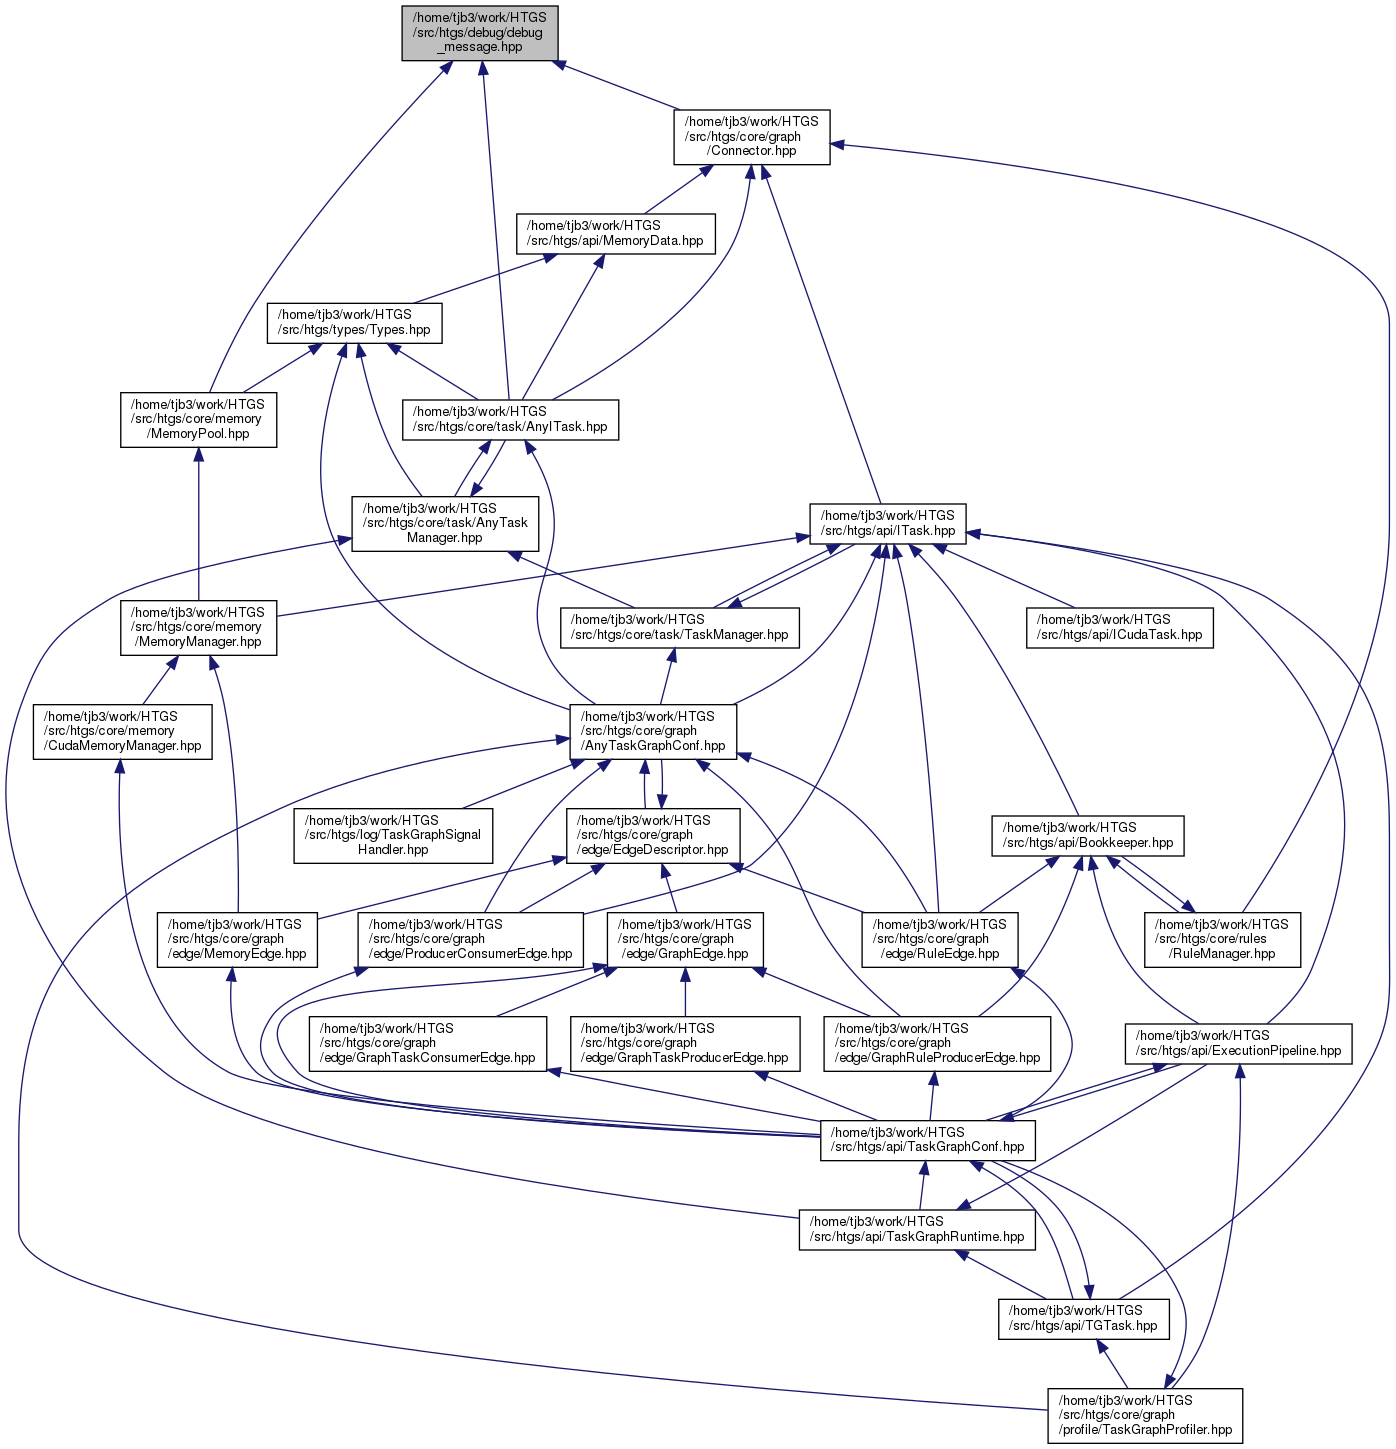 /home/tjb3/work/HTGS
/src/htgs/debug/debug
_message.hpp
/home/tjb3/work/HTGS
/src/htgs/core/graph
/Connector.hpp
/home/tjb3/work/HTGS
/src/htgs/api/MemoryData.hpp
/home/tjb3/work/HTGS
/src/htgs/types/Types.hpp
/home/tjb3/work/HTGS
/src/htgs/core/memory
/MemoryPool.hpp
/home/tjb3/work/HTGS
/src/htgs/core/task/AnyITask.hpp
/home/tjb3/work/HTGS
/src/htgs/core/task/AnyTask
Manager.hpp
/home/tjb3/work/HTGS
/src/htgs/api/ITask.hpp
/home/tjb3/work/HTGS
/src/htgs/core/memory
/MemoryManager.hpp
/home/tjb3/work/HTGS
/src/htgs/core/task/TaskManager.hpp
/home/tjb3/work/HTGS
/src/htgs/api/ICudaTask.hpp
/home/tjb3/work/HTGS
/src/htgs/core/memory
/CudaMemoryManager.hpp
/home/tjb3/work/HTGS
/src/htgs/core/graph
/AnyTaskGraphConf.hpp
/home/tjb3/work/HTGS
/src/htgs/log/TaskGraphSignal
Handler.hpp
/home/tjb3/work/HTGS
/src/htgs/core/graph
/edge/EdgeDescriptor.hpp
/home/tjb3/work/HTGS
/src/htgs/api/Bookkeeper.hpp
/home/tjb3/work/HTGS
/src/htgs/core/graph
/edge/MemoryEdge.hpp
/home/tjb3/work/HTGS
/src/htgs/core/graph
/edge/ProducerConsumerEdge.hpp
/home/tjb3/work/HTGS
/src/htgs/core/graph
/edge/GraphEdge.hpp
/home/tjb3/work/HTGS
/src/htgs/core/graph
/edge/RuleEdge.hpp
/home/tjb3/work/HTGS
/src/htgs/core/rules
/RuleManager.hpp
/home/tjb3/work/HTGS
/src/htgs/core/graph
/edge/GraphTaskConsumerEdge.hpp
/home/tjb3/work/HTGS
/src/htgs/core/graph
/edge/GraphTaskProducerEdge.hpp
/home/tjb3/work/HTGS
/src/htgs/core/graph
/edge/GraphRuleProducerEdge.hpp
/home/tjb3/work/HTGS
/src/htgs/api/ExecutionPipeline.hpp
/home/tjb3/work/HTGS
/src/htgs/api/TaskGraphConf.hpp
/home/tjb3/work/HTGS
/src/htgs/api/TaskGraphRuntime.hpp
/home/tjb3/work/HTGS
/src/htgs/api/TGTask.hpp
/home/tjb3/work/HTGS
/src/htgs/core/graph
/profile/TaskGraphProfiler.hpp